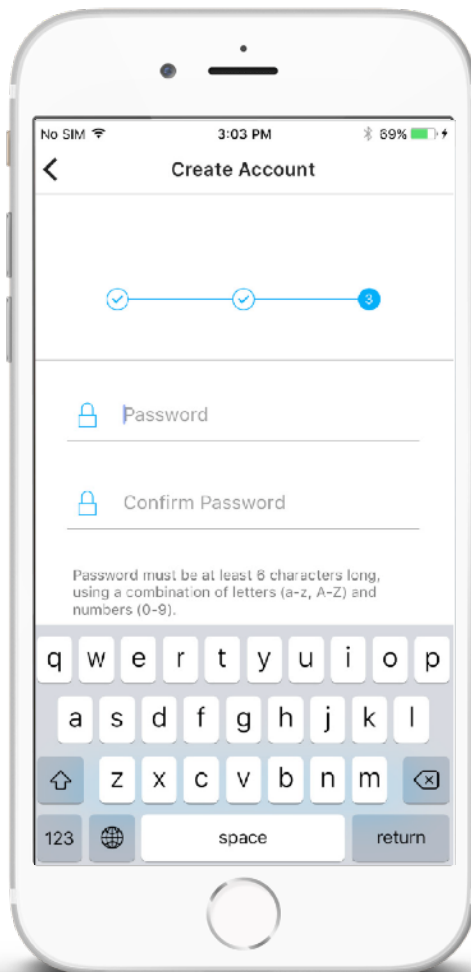 No SIM 3:03 PM 69%
Create Account
3
Password
Confirm Password
Password must be at least 6 characters long,
using a combination of letters (a-z, A-Z) and
numbers (0-9).
q w e r t y u i o p
a s d f g h j k l
z x c v b n m
123 space return